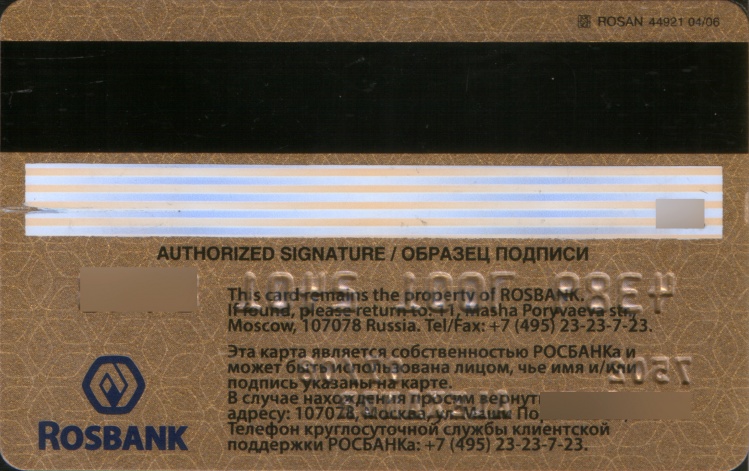 ROSAN 44921 04/06
AUTHORIZED SIGNATURE / ОБРАЗЕЦ ПОДПИСИ
This card remains the property of ROSBANK.
If found, please return to: 11, Masha Poryvaeva str.,
Moscow, 107078 Russia. Tel/Fax: +7 (495) 23-23-7-23.
Эта карта является собственностью РОСБАНКа и
может быть использована лицом, чье имя и/или
подпись указаны на карте.
В случае нахождения просим вернуть
адресу: 107078, Москва, ул. Маши
Телефон круглосуточной службы клиентской
поддержки РОСБАНКа: +7 (495) 23-23-7-23.
ROSBANK